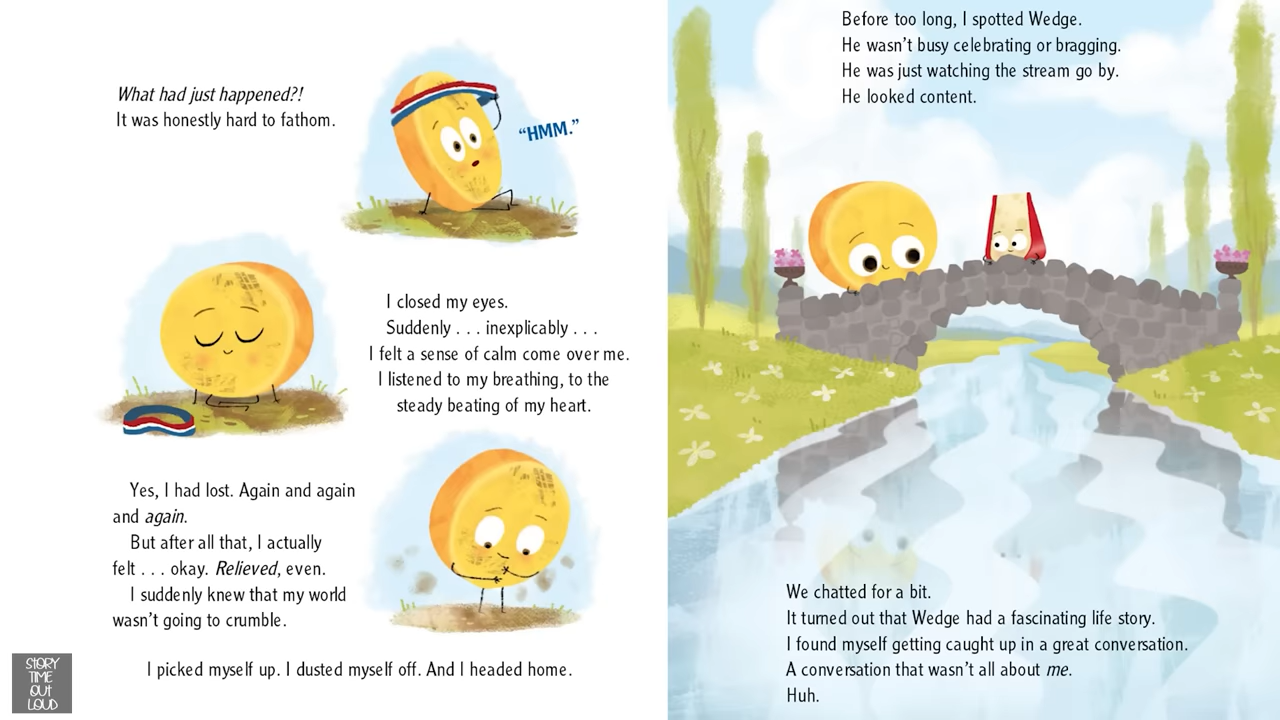 What had just happened?!
It was honestly hard to fathom.
“HMM.”
I closed my eyes.
Suddenly . . . inexplicably . . .
I felt a sense of calm come over me.
I listened to my breathing, to the
steady beating of my heart.
Yes, I had lost. Again and again
and again.
But after all that, I actually
felt . . . okay. Relieved, even.
I suddenly knew that my world
wasn’t going to crumble.
I picked myself up. I dusted myself off. And I headed home.
STORY
TIME
OUT
LOUD
Before too long, I spotted Wedge.
He wasn’t busy celebrating or bragging.
He was just watching the stream go by.
He looked content.
We chatted for a bit.
It turned out that Wedge had a fascinating life story.
I found myself getting caught up in a great conversation.
A conversation that wasn’t all about me.
Huh.